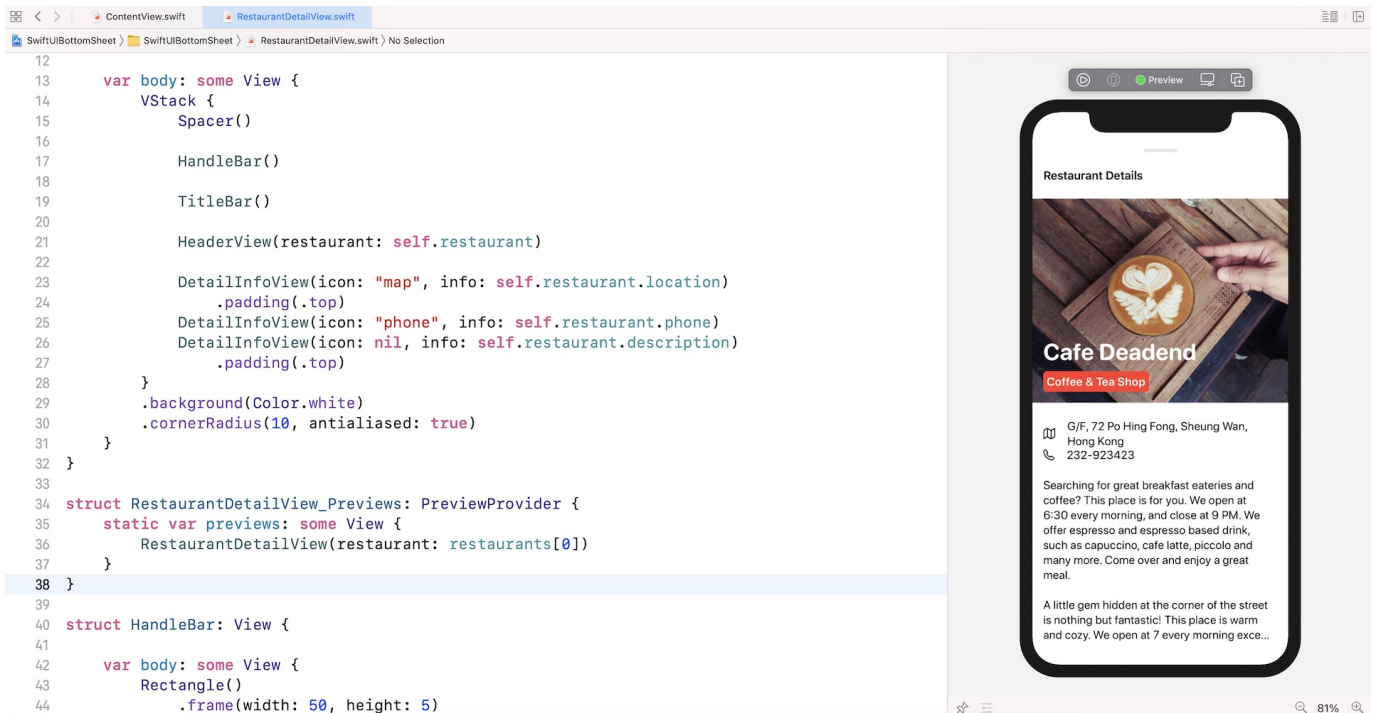 ContentView.swift
RestaurantDetailView.swift
SwiftUIBottomSheet 〉 SwiftUIBottomSheet 〉 RestaurantDetailView.swift 〉 No Selection
12
13 var body: some View {
14 VStack {
15 Spacer()
16
17 HandleBar()
18
19 TitleBar()
20
21 HeaderView(restaurant: self.restaurant)
22
23 DetailInfoView(icon: "map", info: self.restaurant.location)
24 .padding(.top)
25 DetailInfoView(icon: "phone", info: self.restaurant.phone)
26 DetailInfoView(icon: nil, info: self.restaurant.description)
27 .padding(.top)
28 }
29 .background(Color.white)
30 .cornerRadius(10, antialiased: true)
31 }
32 }
33
34 struct RestaurantDetailView_Previews: PreviewProvider {
35 static var previews: some View {
36 RestaurantDetailView(restaurant: restaurants[0])
37 }
38 }
39
40 struct HandleBar: View {
41
42 var body: some View {
43 Rectangle()
44 .frame(width: 50, height: 5)
Preview
Restaurant Details
Cafe Deadend
Coffee & Tea Shop
G/F, 72 Po Hing Fong, Sheung Wan,
Hong Kong
232-923423
Searching for great breakfast eateries and
coffee? This place is for you. We open at
6:30 every morning, and close at 9 PM. We
offer espresso and espresso based drink,
such as capuccino, cafe latte, piccolo and
many more. Come over and enjoy a great
meal.
A little gem hidden at the corner of the street
is nothing but fantastic! This place is warm
and cozy. We open at 7 every morning exce...
81%